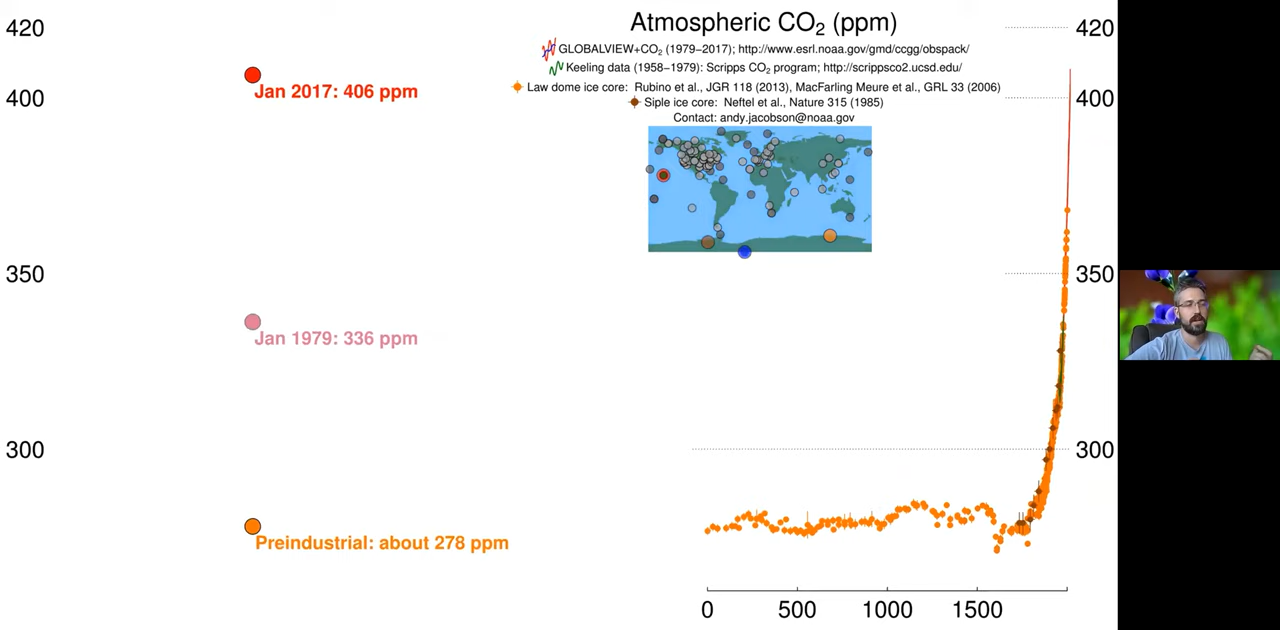 Atmospheric CO₂ (ppm)
GLOBALVIEW+CO₂ (1979−2017); http://www.esrl.noaa.gov/gmd/ccgg/obspack/
Keeling data (1958−1979): Scripps CO₂ program; http://scrippsco2.ucsd.edu/
Law dome ice core: Rubino et al., JGR 118 (2013), MacFarling Meure et al., GRL 33 (2006)
Siple ice core: Neftel et al., Nature 315 (1985)
Contact: andy.jacobson@noaa.gov
420
400
350
300
Jan 2017: 406 ppm
Jan 1979: 336 ppm
Preindustrial: about 278 ppm
420
400
350
300
0 500 1000 1500